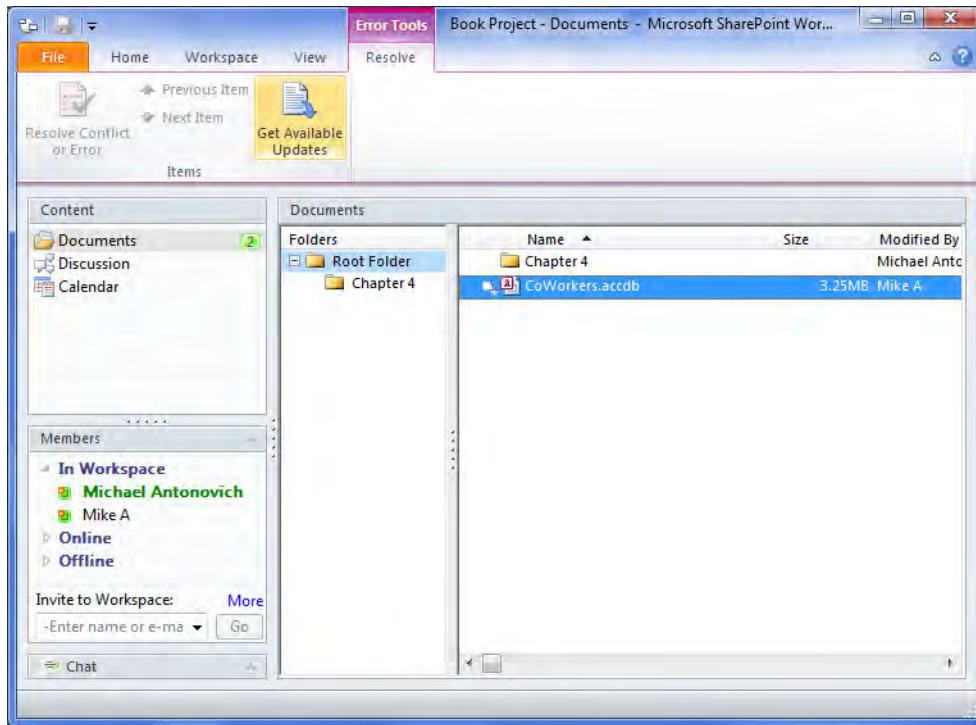 Error Tools
Book Project - Documents - Microsoft SharePoint Wor...
File
Home
Workspace
View
Resolve
Resolve Conflict
or Error
Previous Item
Next Item
Get Available
Updates
Items
Content
Documents
2
Discussion
Calendar
Members
In Workspace
Michael Antonovich
Mike A
Online
Offline
Invite to Workspace:
More
-Enter name or e-ma
Go
Chat
Documents
Folders
Root Folder
Chapter 4
Name
Size
Modified By
Chapter 4
Michael Antc
CoWorkers.accdb
3.25MB
Mike A